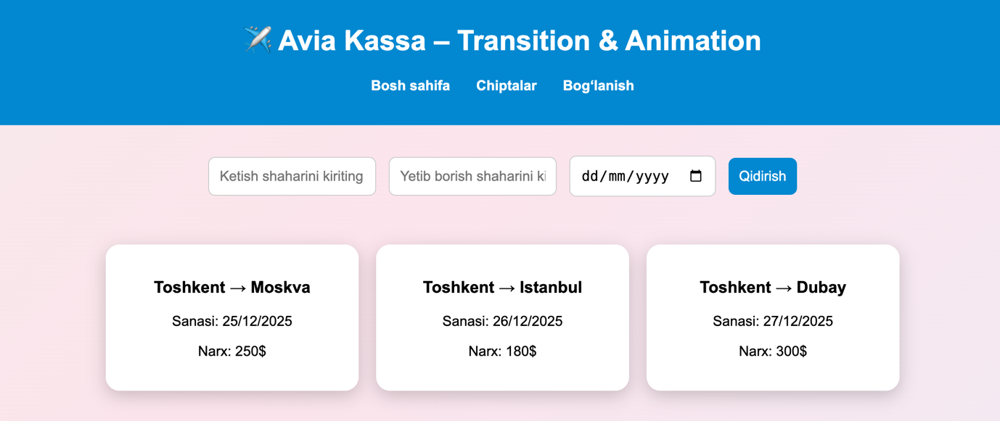 ✈️ Avia Kassa – Transition & Animation
Bosh sahifa Chiptalar Bog‘lanish
Ketish shaharini kiriting Yetib borish shaharini ki dd/mm/yyyy Qidirish
Toshkent → Moskva
Sanasi: 25/12/2025
Narx: 250$
Toshkent → Istanbul
Sanasi: 26/12/2025
Narx: 180$
Toshkent → Dubay
Sanasi: 27/12/2025
Narx: 300$